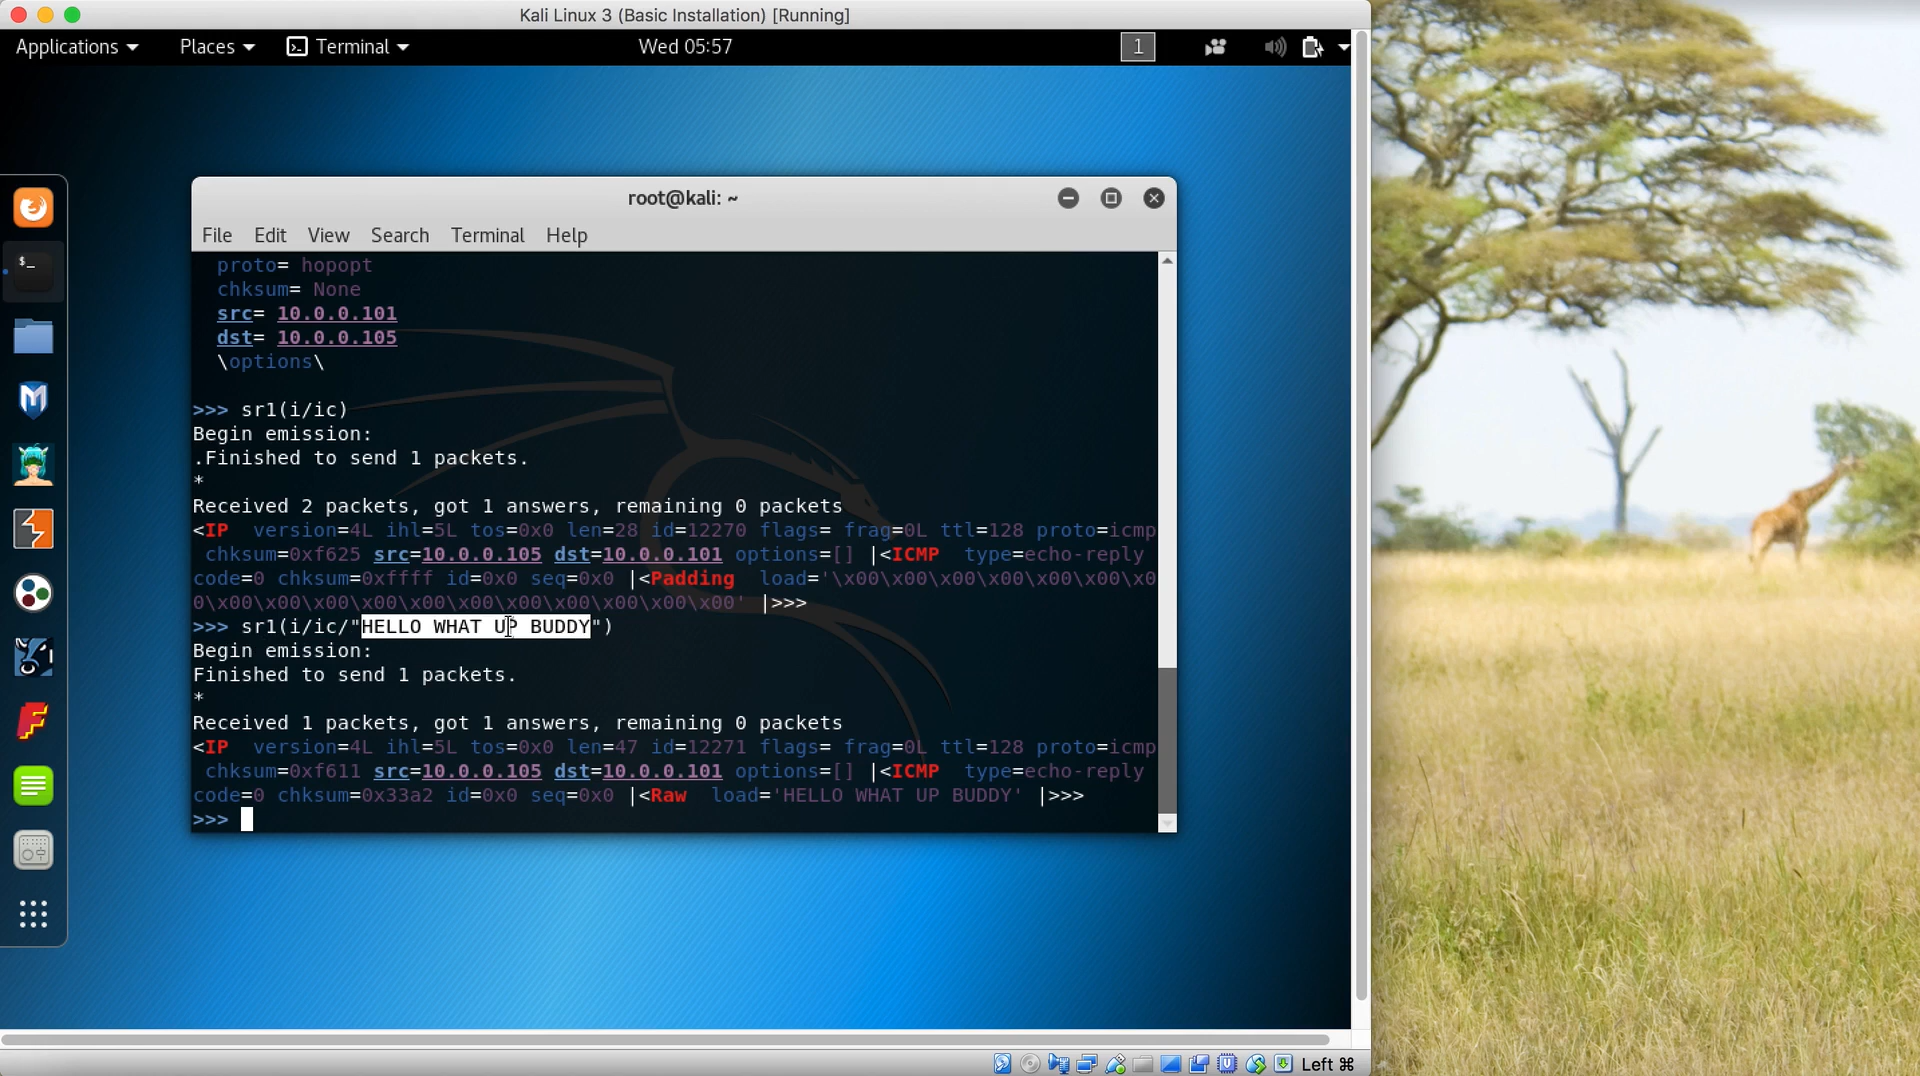 Kali Linux 3 (Basic Installation) [Running]
Applications Places Terminal Wed 05:57 1
root@kali: ~
File Edit View Search Terminal Help
proto= hopopt
chksum= None
src= 10.0.0.101
dst= 10.0.0.105
\options\
>>> sr1(i/ic)
Begin emission:
.Finished to send 1 packets.
*
Received 2 packets, got 1 answers, remaining 0 packets
<IP version=4L ihl=5L tos=0x0 len=28 id=12270 flags= frag=0L ttl=128 proto=icmp
chksum=0xf625 src=10.0.0.105 dst=10.0.0.101 options=[] |<ICMP type=echo-reply
code=0 chksum=0xffff id=0x0 seq=0x0 |<Padding load='\x00\x00\x00\x00\x00\x00\x0
0\x00\x00\x00\x00\x00\x00\x00\x00\x00\x00\x00' |>>>
>>> sr1(i/ic/"HELLO WHAT UP BUDDY")
Begin emission:
Finished to send 1 packets.
*
Received 1 packets, got 1 answers, remaining 0 packets
<IP version=4L ihl=5L tos=0x0 len=47 id=12271 flags= frag=0L ttl=128 proto=icmp
chksum=0xf611 src=10.0.0.105 dst=10.0.0.101 options=[] |<ICMP type=echo-reply
code=0 chksum=0x33a2 id=0x0 seq=0x0 |<Raw load='HELLO WHAT UP BUDDY' |>>>
>>>
Left ⌘